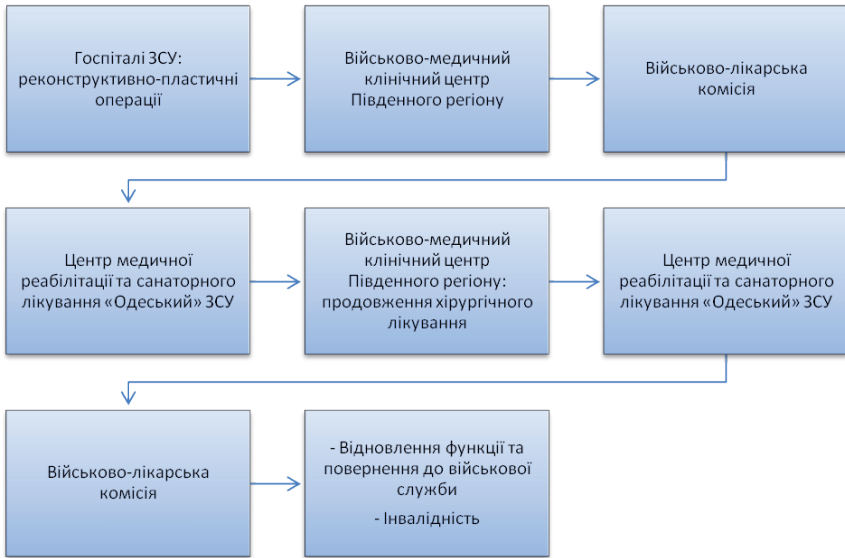 Госпіталі ЗСУ:
реконструктивно-пластичні
операції
Військово-медичний
клінічний центр
Південного регіону
Військово-лікарська
комісія
Центр медичної
реабілітації та санаторного
лікування «Одеський» ЗСУ
Військово-медичний
клінічний центр
Південного регіону:
продовження хірургічного
лікування
Центр медичної
реабілітації та санаторного
лікування «Одеський» ЗСУ
Військово-лікарська
комісія
- Відновлення функції та
повернення до військової
служби
- Інвалідність